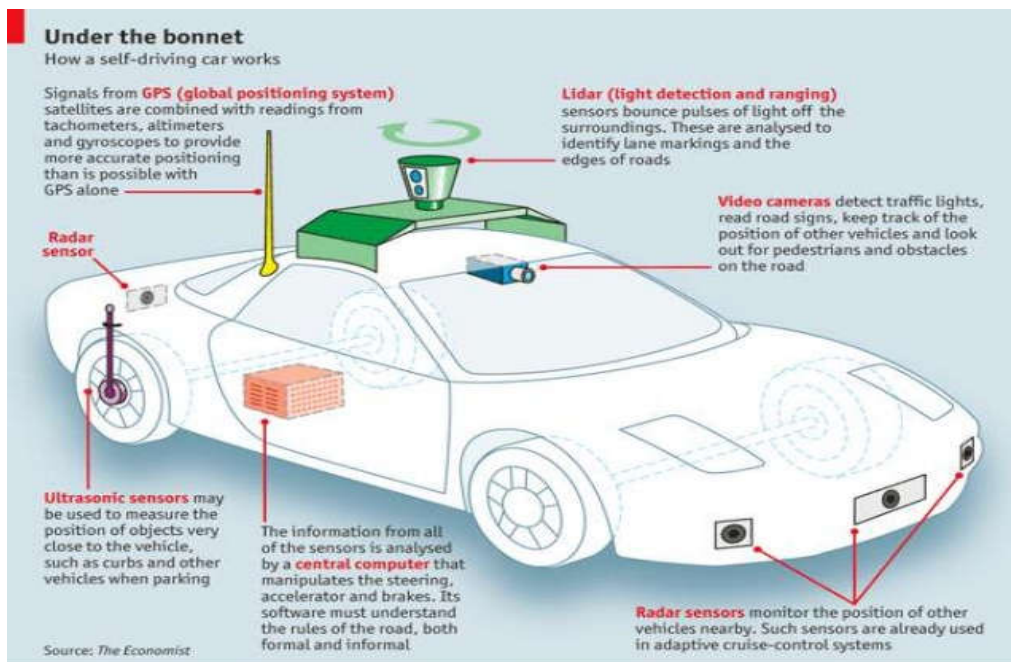 Under the bonnet
How a self-driving car works
Signals from GPS (global positioning system)
satellites are combined with readings from
tachometers, altimeters
and gyroscopes to provide
more accurate positioning
than is possible with
GPS alone
Lidar (light detection and ranging)
sensors bounce pulses of light off the
surroundings. These are analysed to
identify lane markings and the
edges of roads
Video cameras detect traffic lights,
read road signs, keep track of the
position of other vehicles and look
out for pedestrians and obstacles
on the road
Radar
sensor
Ultrasonic sensors may
be used to measure the
position of objects very
close to the vehicle,
such as curbs and other
vehicles when parking
The information from all
of the sensors is analysed
by a central computer that
manipulates the steering,
accelerator and brakes. Its
software must understand
the rules of the road, both
formal and informal
Radar sensors monitor the position of other
vehicles nearby. Such sensors are already used
in adaptive cruise-control systems
Source: The Economist